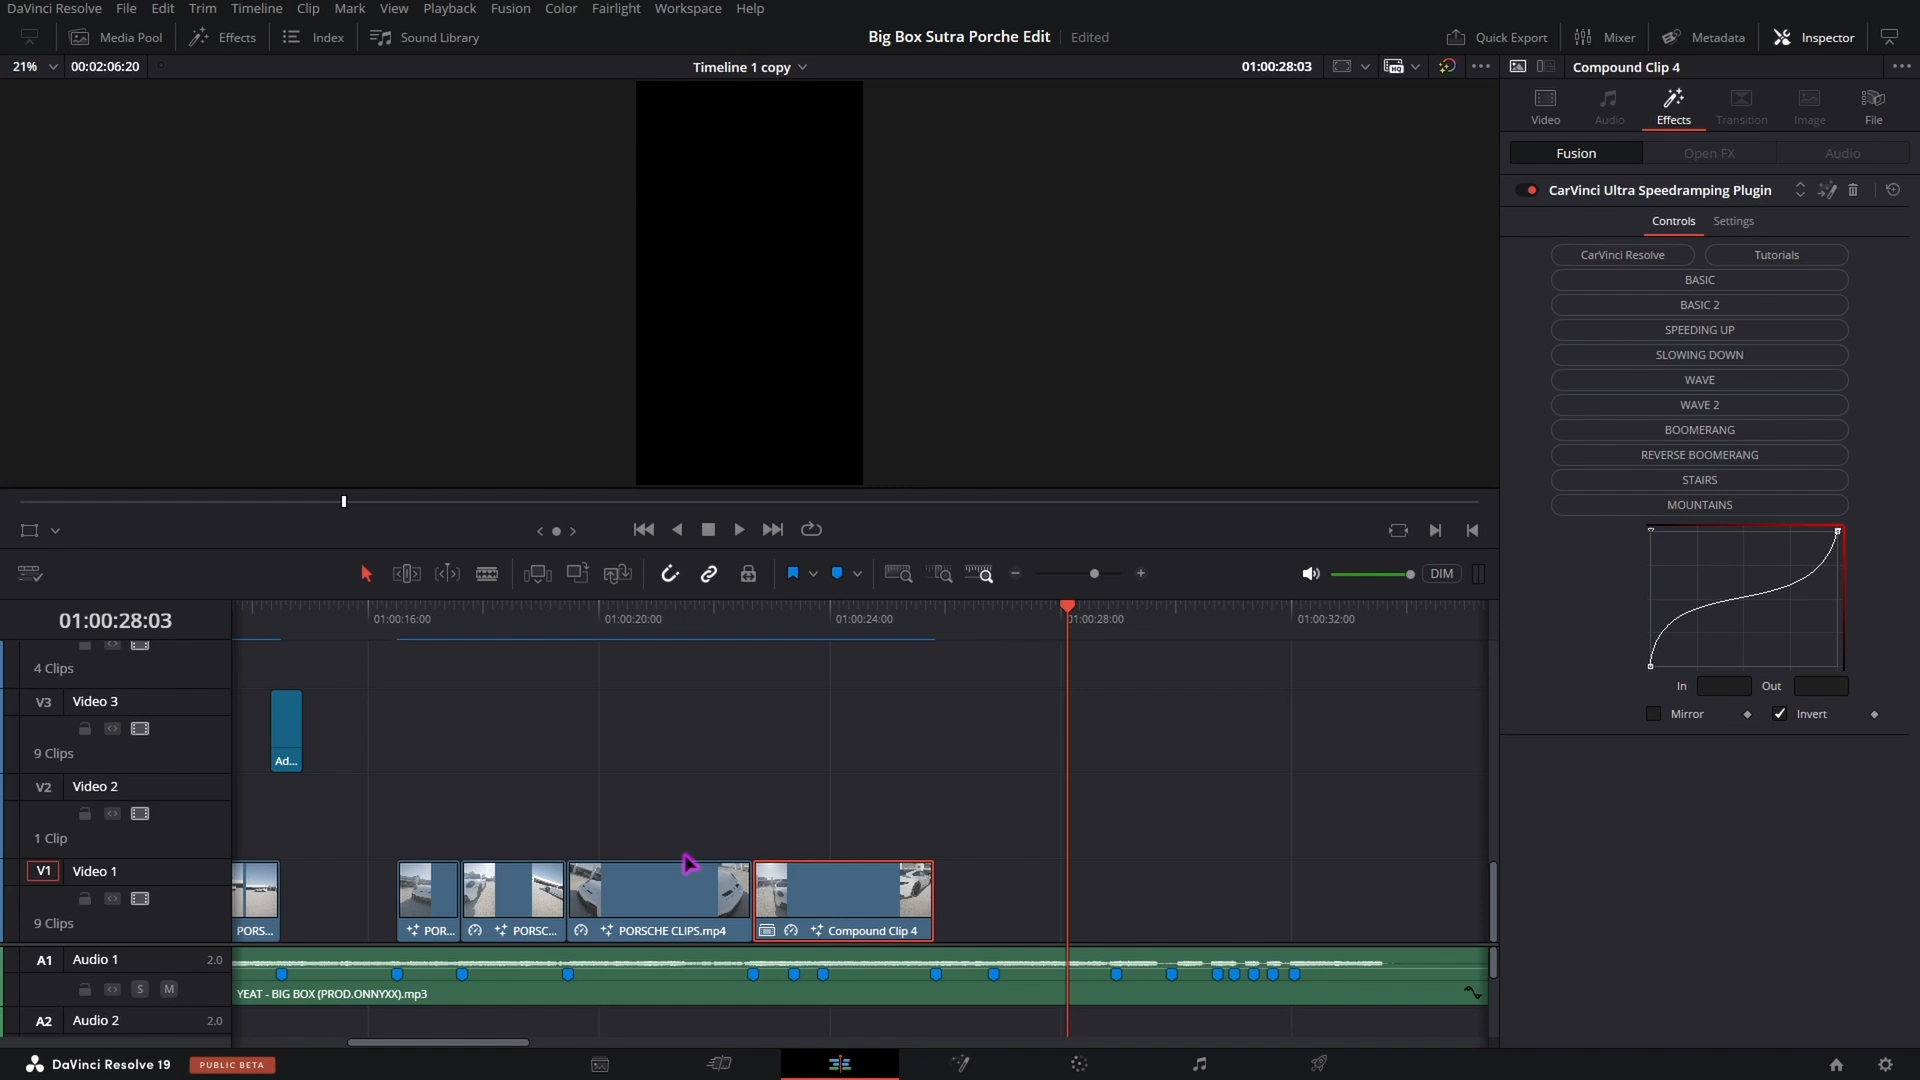 DaVinci Resolve File Edit Trim Timeline Clip Mark View Playback Fusion Color Fairlight Workspace Help
Media Pool Effects Index Sound Library Big Box Sutra Porche Edit Edited Quick Export Mixer Metadata Inspector
21% 00:02:06:20 Timeline 1 copy 01:00:28:03 Compound Clip 4
Video Audio Effects Transition Image File
Fusion Open FX Audio
CarVinci Ultra Speedramping Plugin
Controls Settings
CarVinci Resolve Tutorials
BASIC
BASIC 2
SPEEDING UP
SLOWING DOWN
WAVE
WAVE 2
BOOMERANG
REVERSE BOOMERANG
STAIRS
MOUNTAINS
In Out
Mirror Invert
DIM
01:00:28:03 01:00:16:00 01:00:20:00 01:00:24:00 01:00:28:00 01:00:32:00
4 Clips
V3 Video 3
9 Clips
Ad...
V2 Video 2
1 Clip
V1 Video 1
9 Clips
PORS... POR... PORSC... PORSCHE CLIPS.mp4 Compound Clip 4
A1 Audio 1 2.0
S M
YEAT - BIG BOX (PROD.ONNYXX).mp3
A2 Audio 2 2.0
DaVinci Resolve 19 PUBLIC BETA